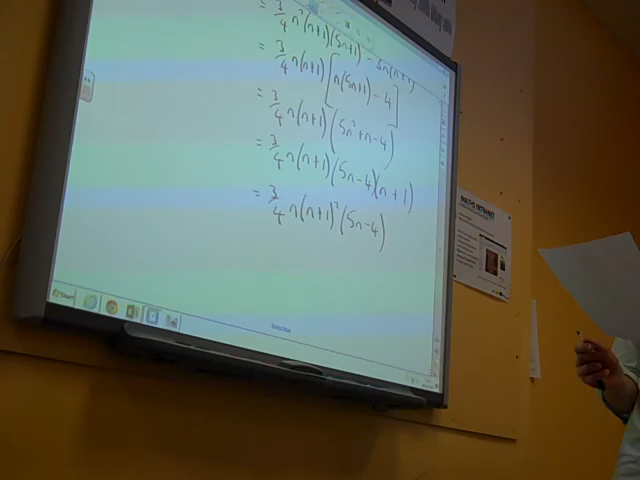 = 3/4 n²(n+1)(5n+1) - 3n(n+1)
= 3/4 n(n+1)[n(5n+1) - 4]
= 3/4 n(n+1)(5n²+n-4)
= 3/4 n(n+1)(5n-4)(n+1)
= 3/4 n(n+1)²(5n-4)
Start